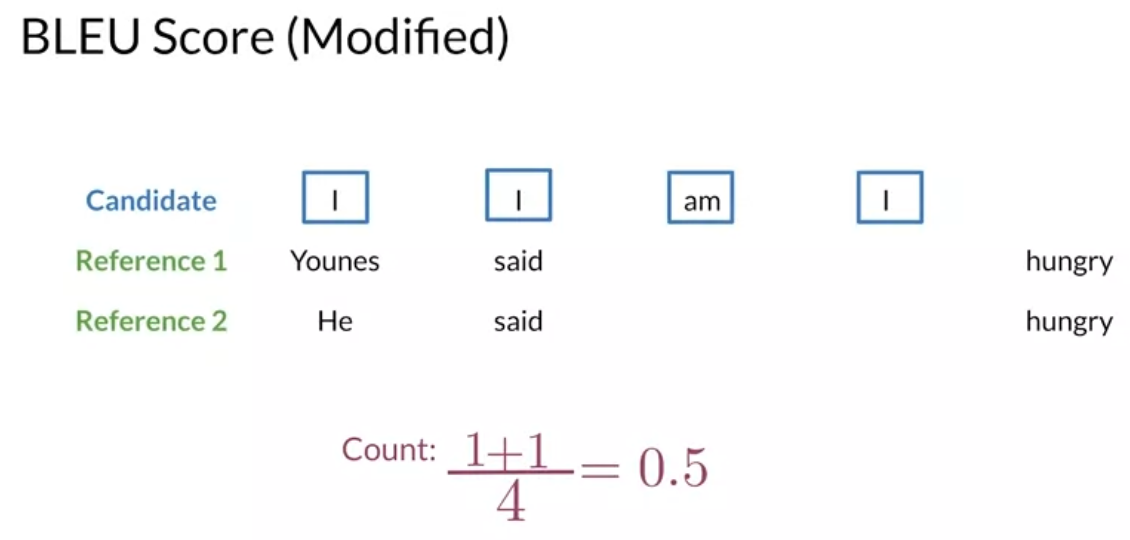 BLEU Score (Modified)
Candidate I I am I
Reference 1 Younes said hungry
Reference 2 He said hungry
Count: 1+1/4 = 0.5